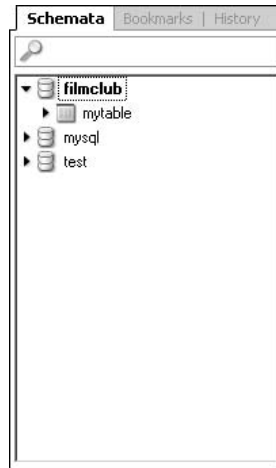 Schemata Bookmarks | History
filmclub
mytable
mysql
test